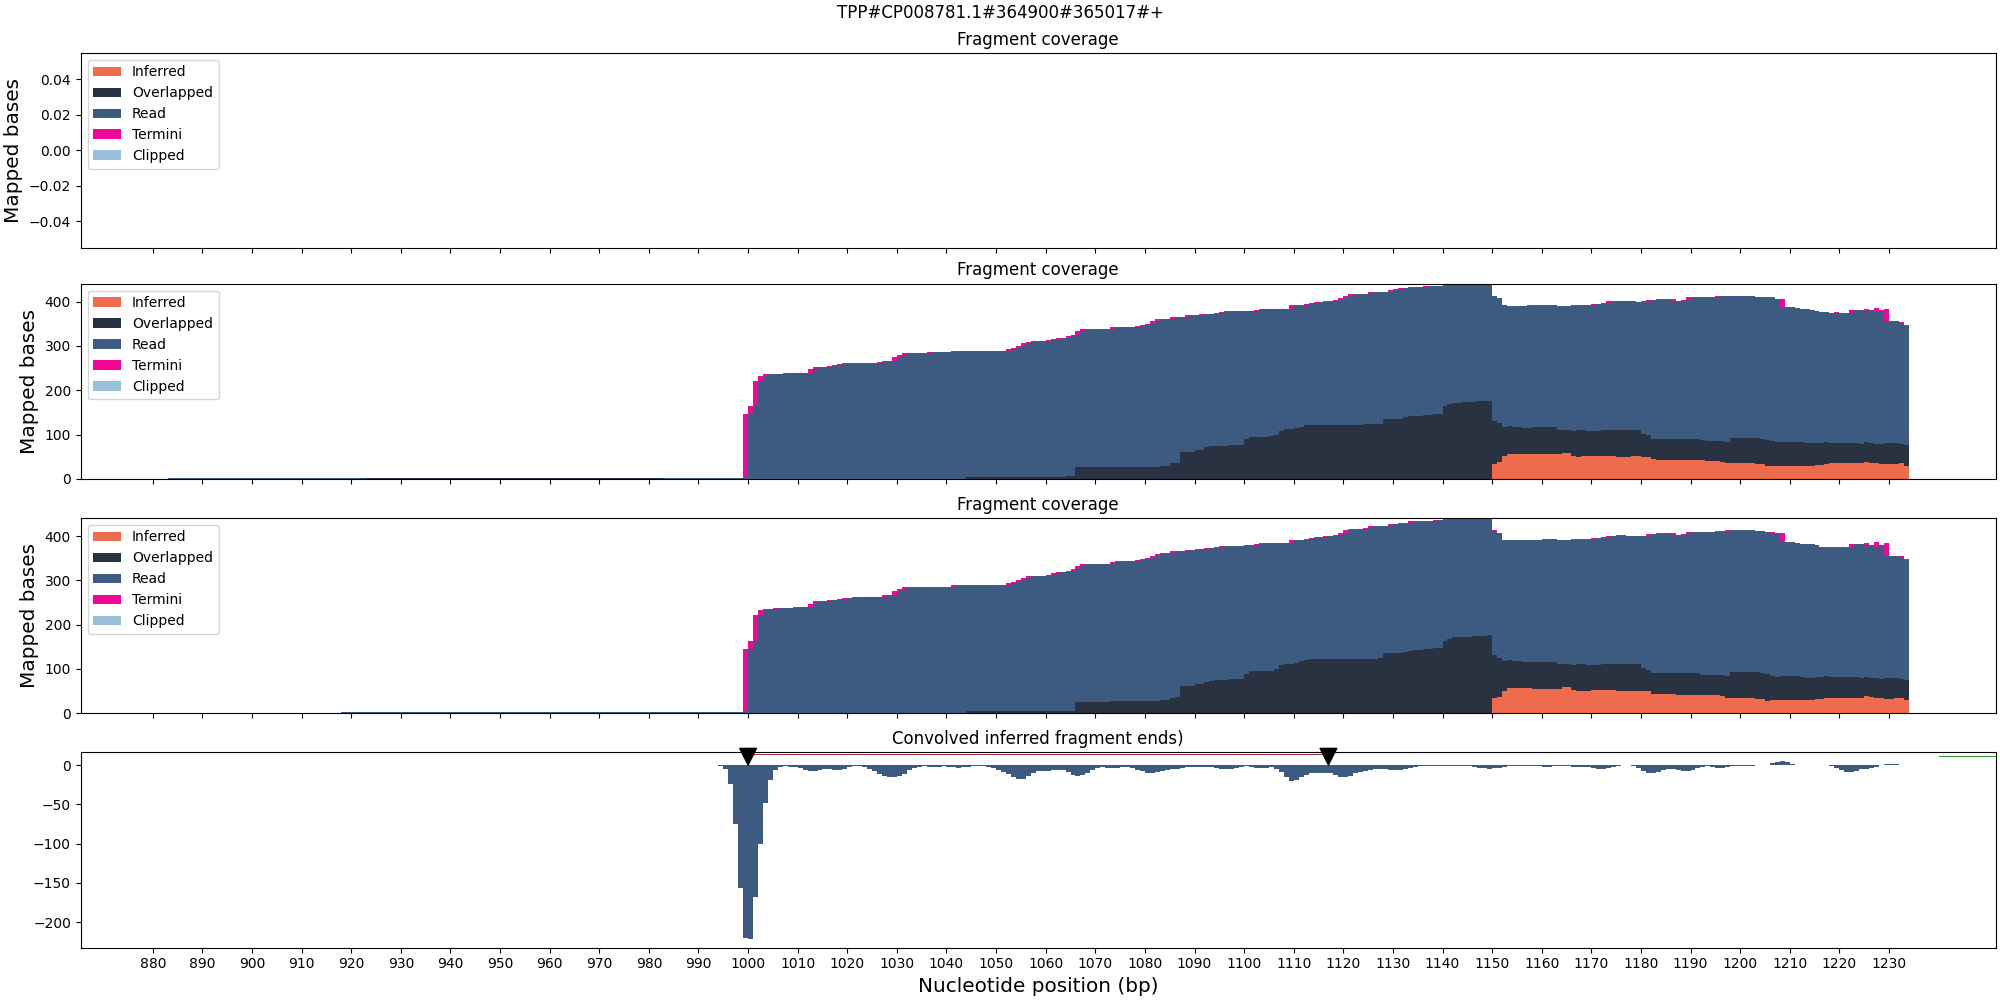 TPP#CP008781.1#364900#365017#+
Fragment coverage
Mapped bases
0.04
0.02
0.00
−0.02
−0.04
Inferred
Overlapped
Read
Termini
Clipped
Fragment coverage
Mapped bases
400
300
200
100
0
Inferred
Overlapped
Read
Termini
Clipped
Fragment coverage
Mapped bases
400
300
200
100
0
Inferred
Overlapped
Read
Termini
Clipped
Convolved inferred fragment ends)
0
−50
−100
−150
−200
880 890 900 910 920 930 940 950 960 970 980 990 1000 1010 1020 1030 1040 1050 1060 1070 1080 1090 1100 1110 1120 1130 1140 1150 1160 1170 1180 1190 1200 1210 1220 1230
Nucleotide position (bp)